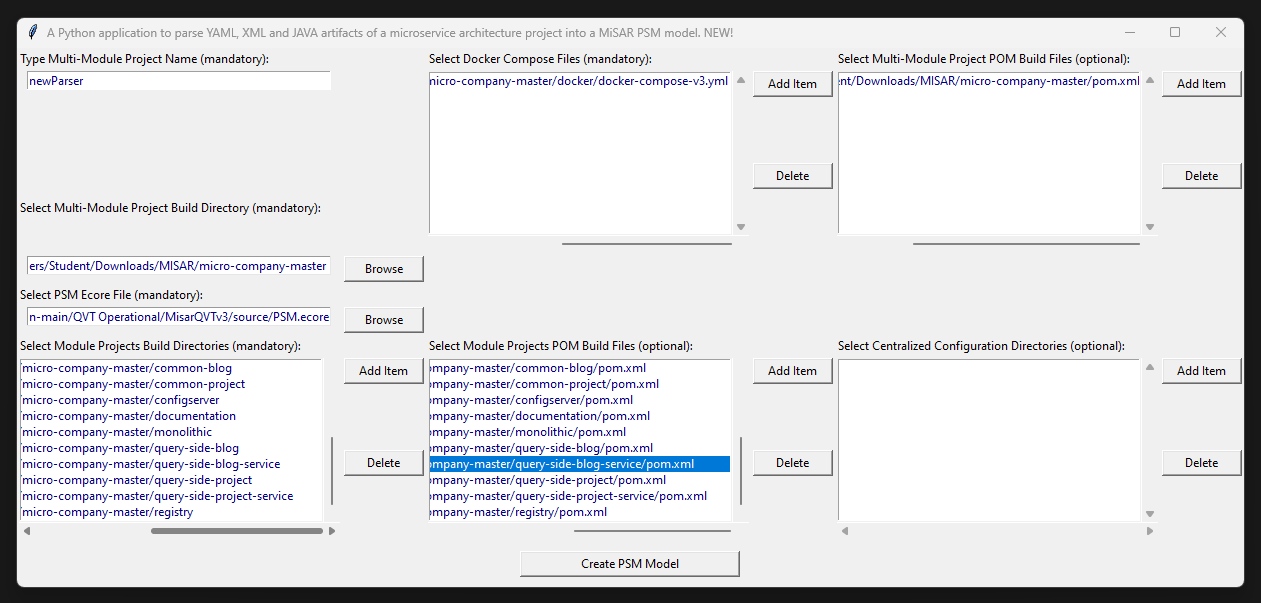 A Python application to parse YAML, XML and JAVA artifacts of a microservice architecture project into a MiSAR PSM model. NEW!
Type Multi-Module Project Name (mandatory):
newParser
Select Docker Compose Files (mandatory):
nicro-company-master/docker/docker-compose-v3.yml
Add Item
Delete
Select Multi-Module Project POM Build Files (optional):
ent/Downloads/MISAR/micro-company-master/pom.xml
Add Item
Delete
Select Multi-Module Project Build Directory (mandatory):
ers/Student/Downloads/MISAR/micro-company-master
Browse
Select PSM Ecore File (mandatory):
n-main/QVT Operational/MisarQVTv3/source/PSM.ecore
Browse
Select Module Projects Build Directories (mandatory):
/micro-company-master/common-blog
/micro-company-master/common-project
/micro-company-master/configserver
/micro-company-master/documentation
/micro-company-master/monolithic
/micro-company-master/query-side-blog
/micro-company-master/query-side-blog-service
/micro-company-master/query-side-project
/micro-company-master/query-side-project-service
/micro-company-master/registry
Add Item
Delete
Select Module Projects POM Build Files (optional):
ompany-master/common-blog/pom.xml
ompany-master/common-project/pom.xml
ompany-master/configserver/pom.xml
ompany-master/documentation/pom.xml
ompany-master/monolithic/pom.xml
ompany-master/query-side-blog/pom.xml
ompany-master/query-side-blog-service/pom.xml
ompany-master/query-side-project/pom.xml
ompany-master/query-side-project-service/pom.xml
ompany-master/registry/pom.xml
Add Item
Delete
Select Centralized Configuration Directories (optional):
Add Item
Delete
Create PSM Model